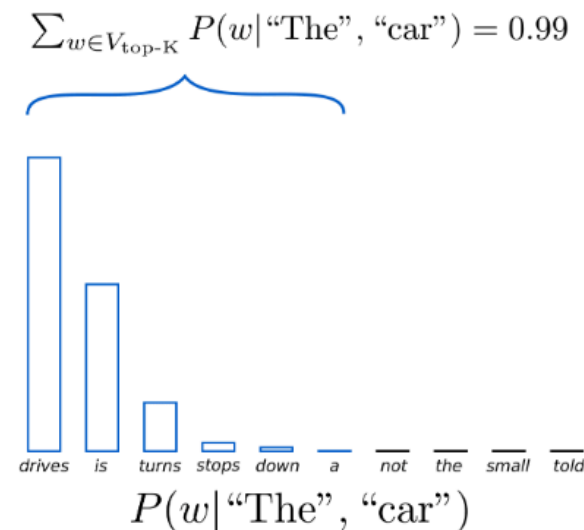 ∑w∈Vtop-K P(w|“The”, “car”) = 0.99
drives is turns stops down a not the small told
P(w|“The”, “car”)